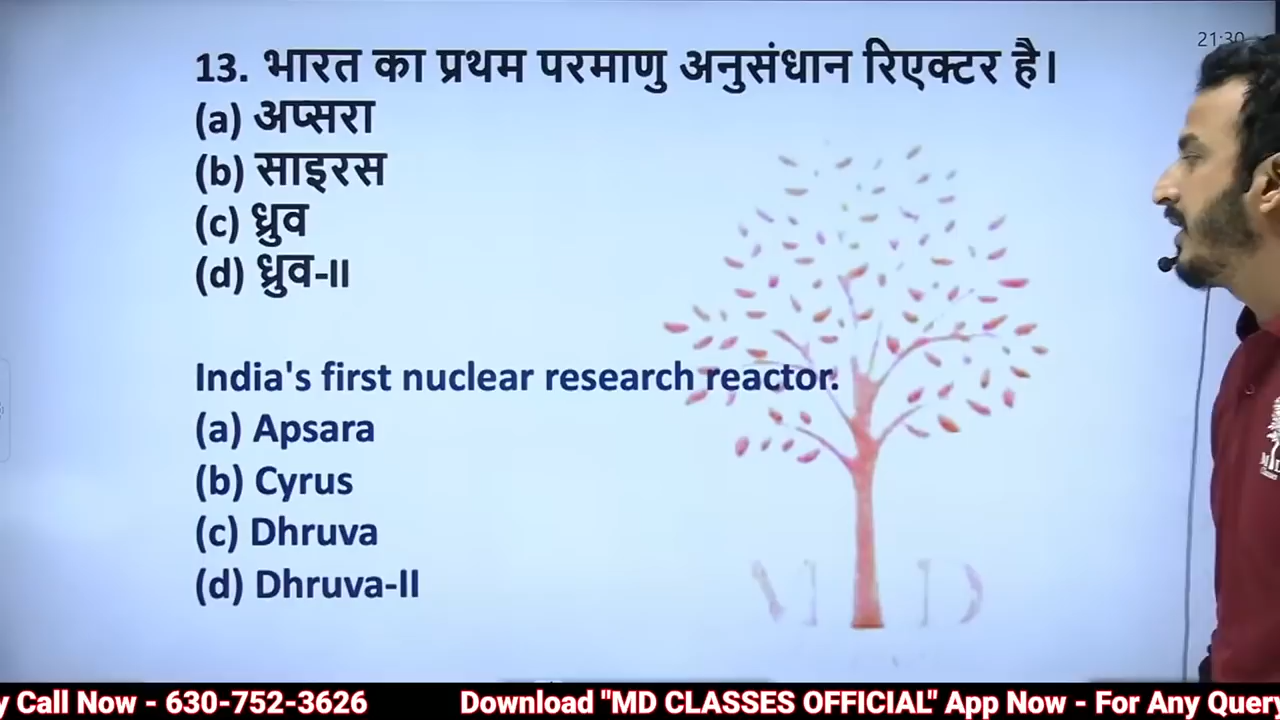 21:30
13. भारत का प्रथम परमाणु अनुसंधान रिएक्टर है।
(a) अप्सरा
(b) साइरस
(c) ध्रुव
(d) ध्रुव-II
India's first nuclear research reactor.
(a) Apsara
(b) Cyrus
(c) Dhruva
(d) Dhruva-II
y Call Now - 630-752-3626 Download "MD CLASSES OFFICIAL" App Now - For Any Query